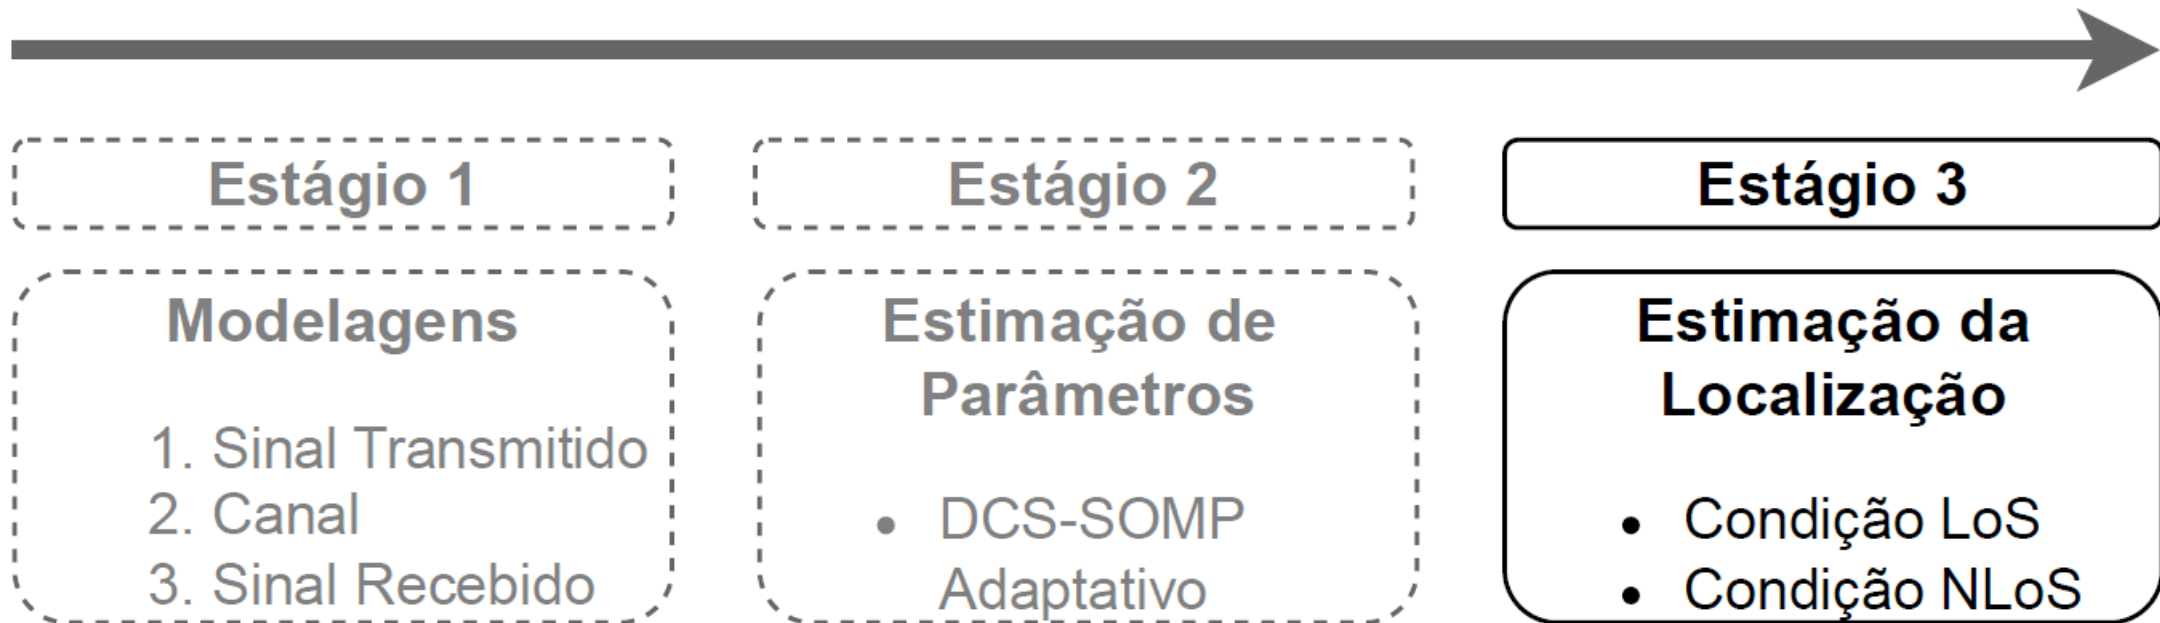 Estágio 1
Modelagens
1. Sinal Transmitido
2. Canal
3. Sinal Recebido
Estágio 2
Estimação de
Parâmetros
• DCS-SOMP
Adaptativo
Estágio 3
Estimação da
Localização
• Condição LoS
• Condição NLoS